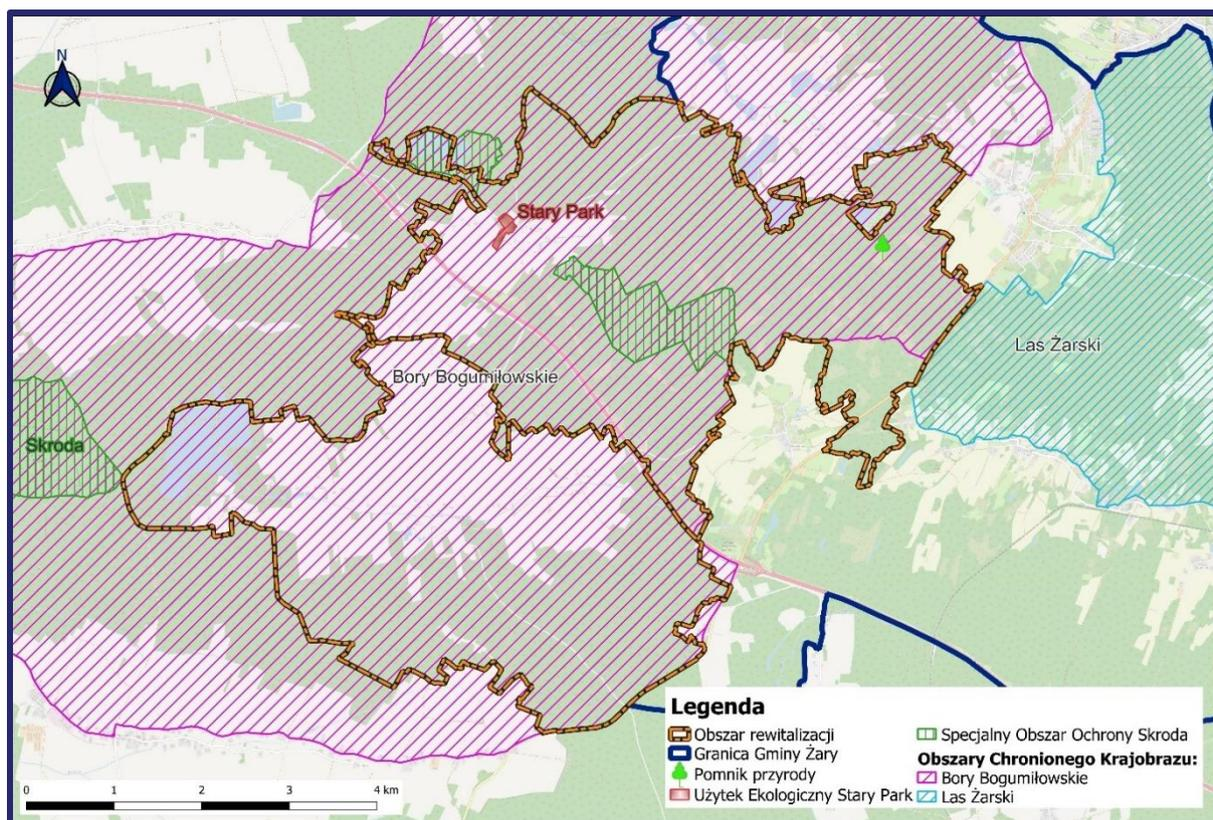 N
Stary Park
Las Żarski
Bory Bogumiłowskie
Skroda
Legenda
Obszar rewitalizacji
Granica Gminy Żary
Pomnik przyrody
Użytek Ekologiczny Stary Park
Specjalny Obszar Ochrony Skroda
Obszary Chronionego Krajobrazu:
Bory Bogumiłowskie
Las Żarski
0 1 2 3 4 km